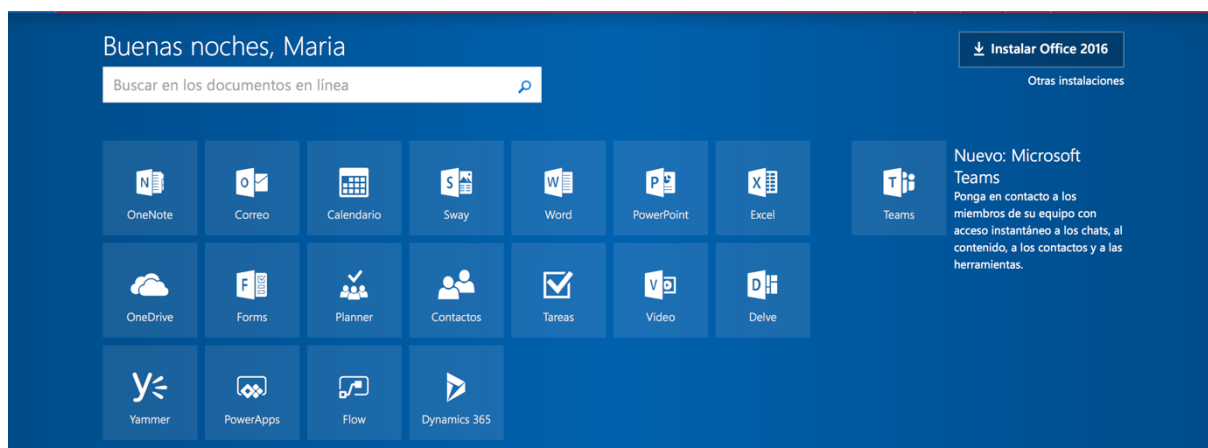 Buenas noches, Maria
Instalar Office 2016
Buscar en los documentos en línea
Otras instalaciones
OneNote
Correo
Calendario
Sway
Word
PowerPoint
Excel
Teams
Nuevo: Microsoft
Teams
Ponga en contacto a los
miembros de su equipo con
acceso instantáneo a los chats, al
contenido, a los contactos y a las
herramientas.
OneDrive
Forms
Planner
Contactos
Tareas
Video
Delve
Yammer
PowerApps
Flow
Dynamics 365